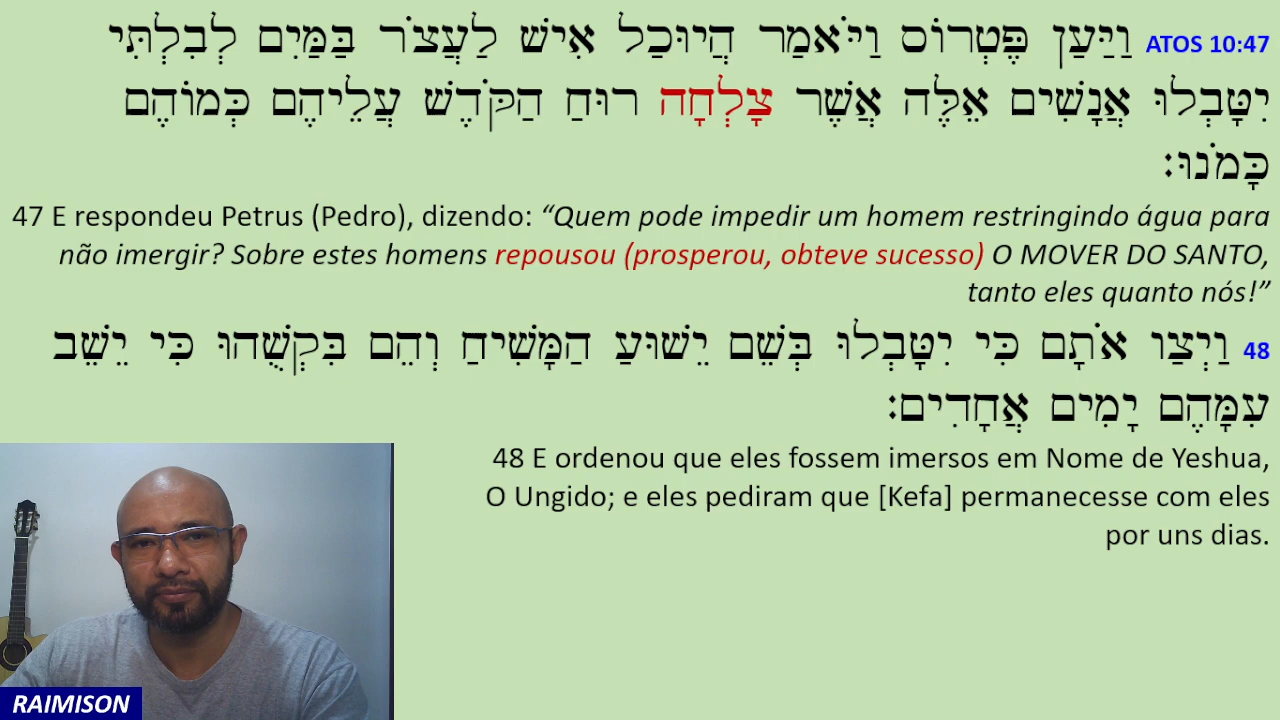 ATOS 10:47 וַיַּעַן פֶּטְרוֹס וַיֹּאמַר הֲיוּכַל אִישׁ לַעֲצֹר בַּמַּיִם לְבִלְתִּי
יִטָּבְלוּ אֲנָשִׁים אֵלֶּה אֲשֶׁר צָלְחָה רוּחַ הַקֹּדֶשׁ עֲלֵיהֶם כְּמוֹהֶם
כָּמֹנוּ׃
47 E respondeu Petrus (Pedro), dizendo: “Quem pode impedir um homem restringindo água para
não imergir? Sobre estes homens repousou (prosperou, obteve sucesso) O MOVER DO SANTO,
tanto eles quanto nós!”
48 וַיְצַו אֹתָם כִּי יִטָּבְלוּ בְּשֵׁם יֵשׁוּעַ הַמָּשִׁיחַ וְהֵם בִּקְשֻׁהוּ כִּי יֵשֵׁב
עִמָּהֶם יָמִים אֲחָדִים׃
48 E ordenou que eles fossem imersos em Nome de Yeshua,
O Ungido; e eles pediram que [Kefa] permanecesse com eles
por uns dias.
RAIMISON